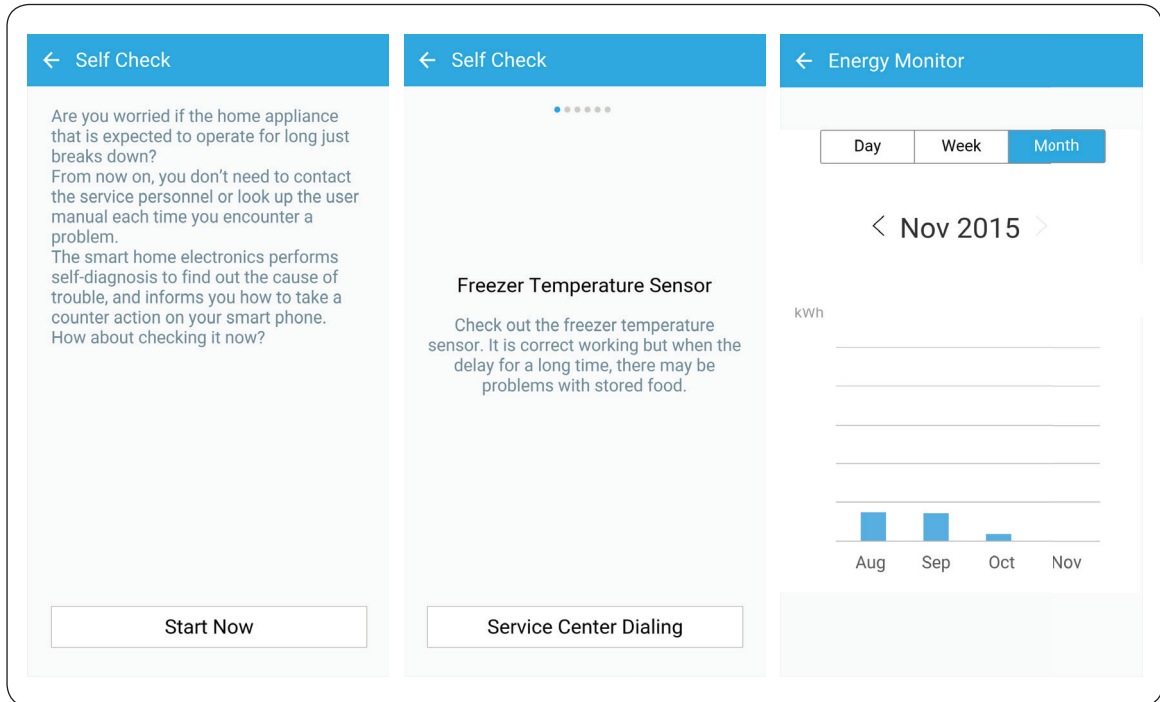 Self Check
Are you worried if the home appliance
that is expected to operate for long just
breaks down?
From now on, you don’t need to contact
the service personnel or look up the user
manual each time you encounter a
problem.
The smart home electronics performs
self-diagnosis to find out the cause of
trouble, and informs you how to take a
counter action on your smart phone.
How about checking it now?
Start Now
Self Check
Freezer Temperature Sensor
Check out the freezer temperature
sensor. It is correct working but when the
delay for a long time, there may be
problems with stored food.
Service Center Dialing
Energy Monitor
Day Week Month
Nov 2015
kWh
Aug Sep Oct Nov